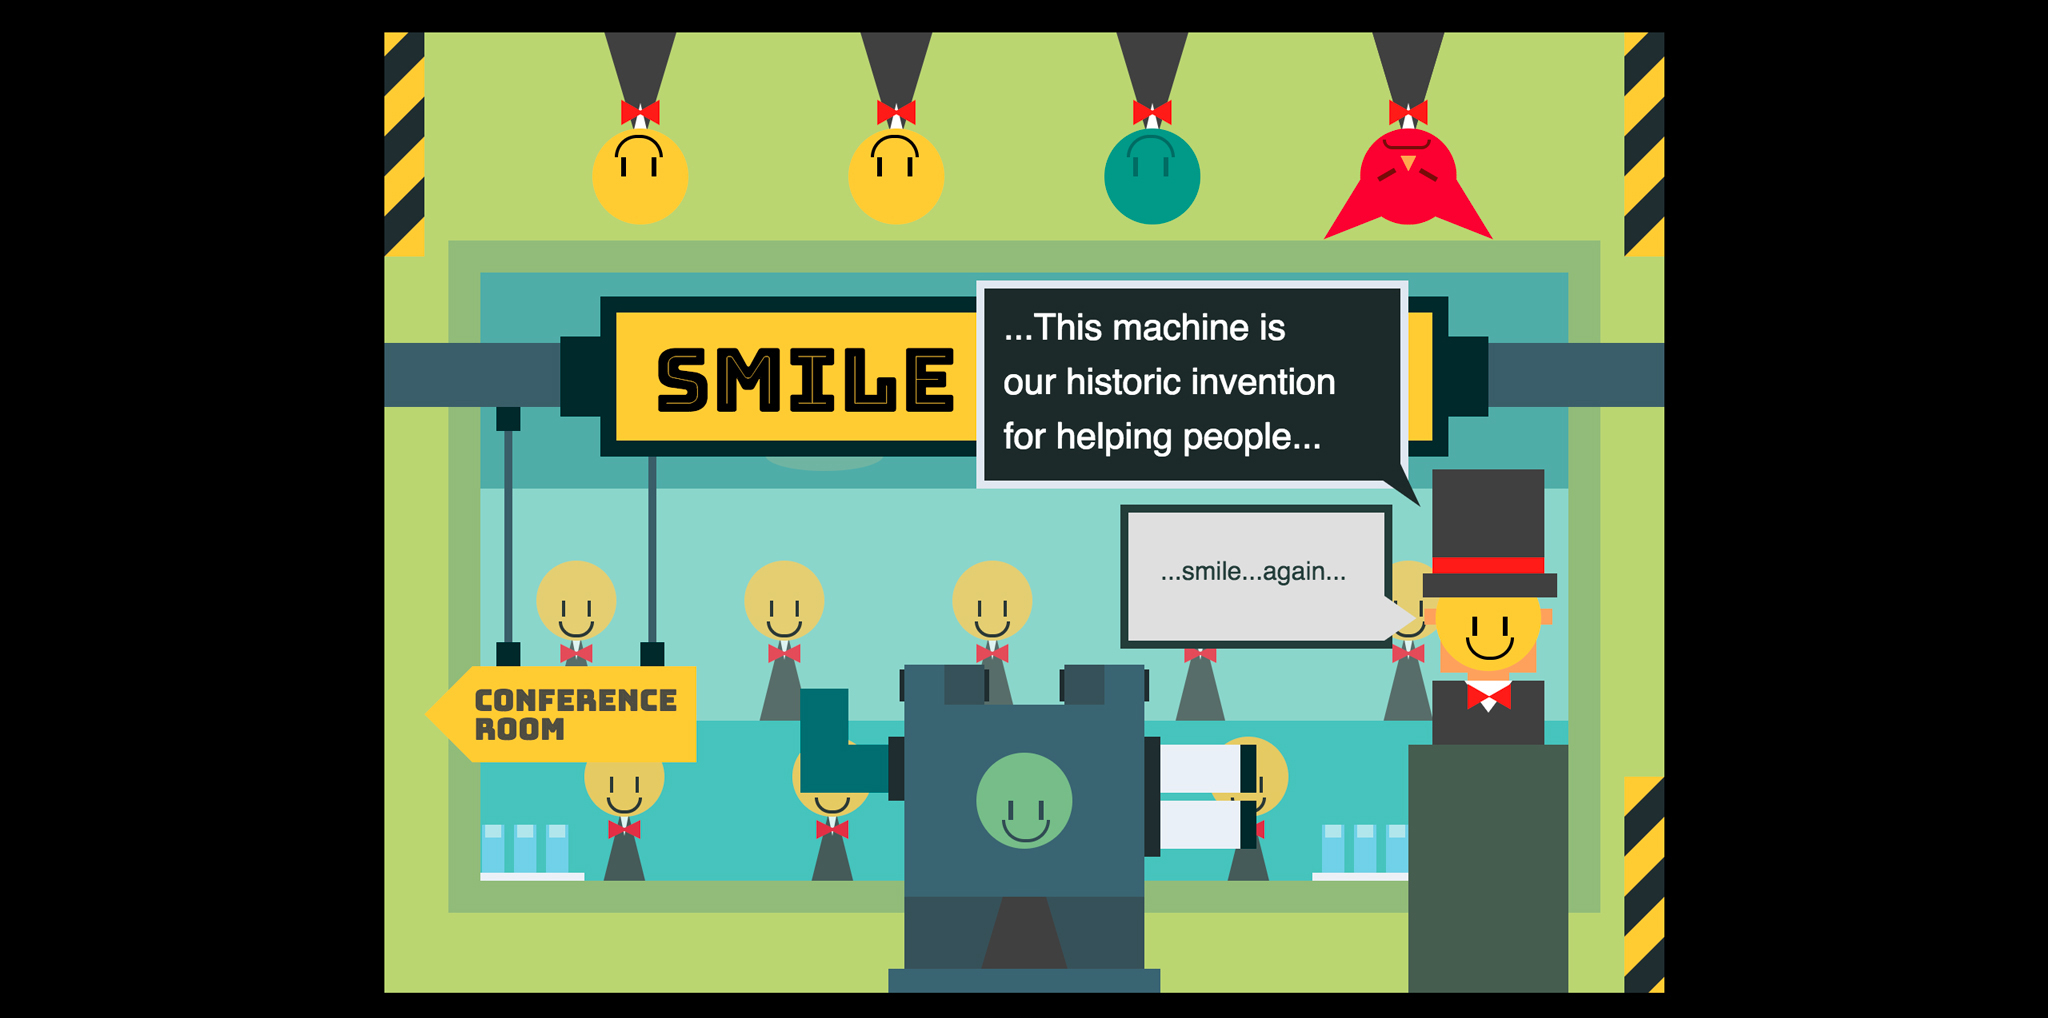 SMILE
...This machine is
our historic invention
for helping people...
...smile...again...
CONFERENCE
ROOM